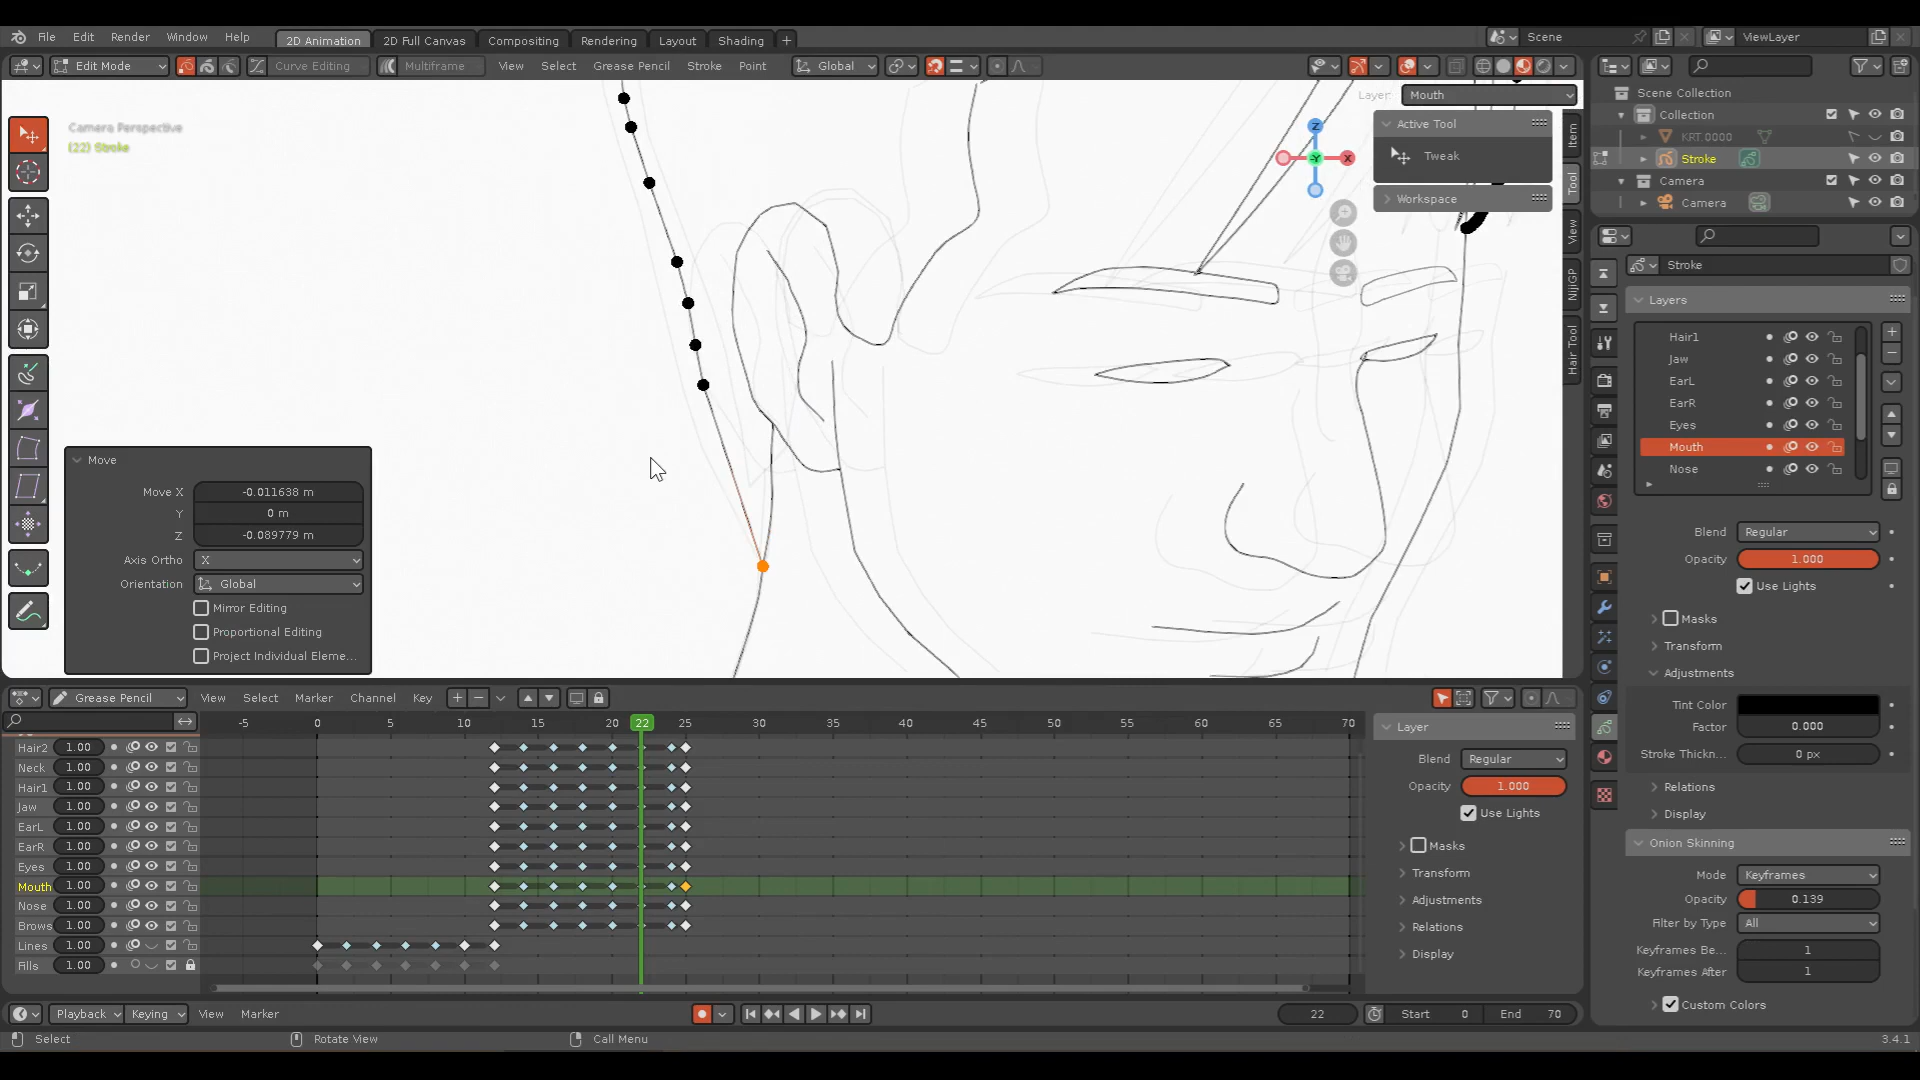 File Edit Render Window Help 2D Animation 2D Full Canvas Compositing Rendering Layout Shading + Scene ViewLayer
Edit Mode Curve Editing Multiframe View Select Grease Pencil Stroke Point Global
Layer: Mouth
Camera Perspective
(22) Stroke
Z
-Y
X
Active Tool
Tweak
Workspace
Item
Tool
View
NijiGP
Hair Tool
Move
Move X -0.011638 m
Y 0 m
Z -0.089779 m
Axis Ortho X
Orientation Global
Mirror Editing
Proportional Editing
Project Individual Eleme...
Scene Collection
Collection
KRT.0000
Stroke
Camera
Camera
Stroke
Layers
Hair1
Jaw
EarL
EarR
Eyes
Mouth
Nose
Blend Regular
Opacity 1.000
Use Lights
Masks
Transform
Adjustments
Tint Color
Factor 0.000
Stroke Thickn... 0 px
Relations
Display
Onion Skinning
Mode Keyframes
Opacity 0.139
Filter by Type All
Keyframes Be... 1
Keyframes After 1
Custom Colors
Grease Pencil View Select Marker Channel Key
-5 0 5 10 15 20 22 25 30 35 40 45 50 55 60 65 70
Hair2 1.00
Neck 1.00
Hair1 1.00
Jaw 1.00
EarL 1.00
EarR 1.00
Eyes 1.00
Mouth 1.00
Nose 1.00
Brows 1.00
Lines 1.00
Fills 1.00
Layer
Blend Regular
Opacity 1.000
Use Lights
Masks
Transform
Adjustments
Relations
Display
Playback Keying View Marker 22 Start 0 End 70
Select Rotate View Call Menu 3.4.1